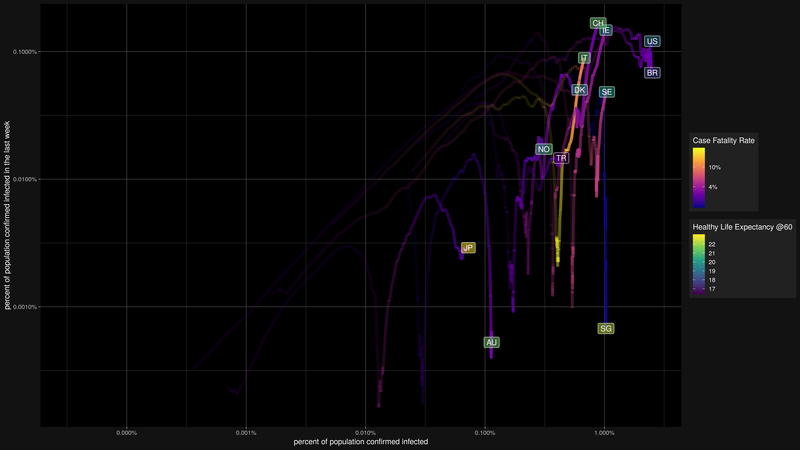 CH
IE
US
BR
IT
DK
SE
NO
TR
JP
AU
SG
0.1000%
0.0100%
0.0010%
0.000%
0.001%
0.010%
0.100%
1.000%
percent of population confirmed infected in the last week
percent of population confirmed infected
Case Fatality Rate
10%
4%
Healthy Life Expectancy @60
22
21
20
19
18
17